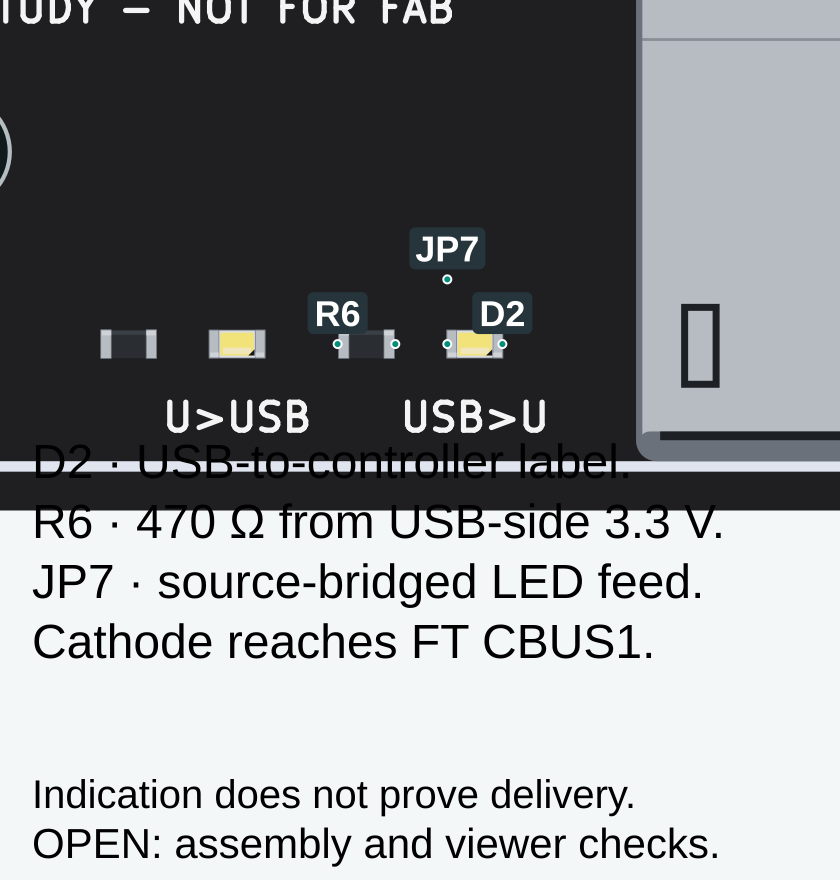 TUDY — NOT FOR FAB
JP7
R6
D2
U>USB
USB>U
D2 · USB-to-controller label.
R6 · 470 Ω from USB-side 3.3 V.
JP7 · source-bridged LED feed.
Cathode reaches FT CBUS1.
Indication does not prove delivery.
OPEN: assembly and viewer checks.